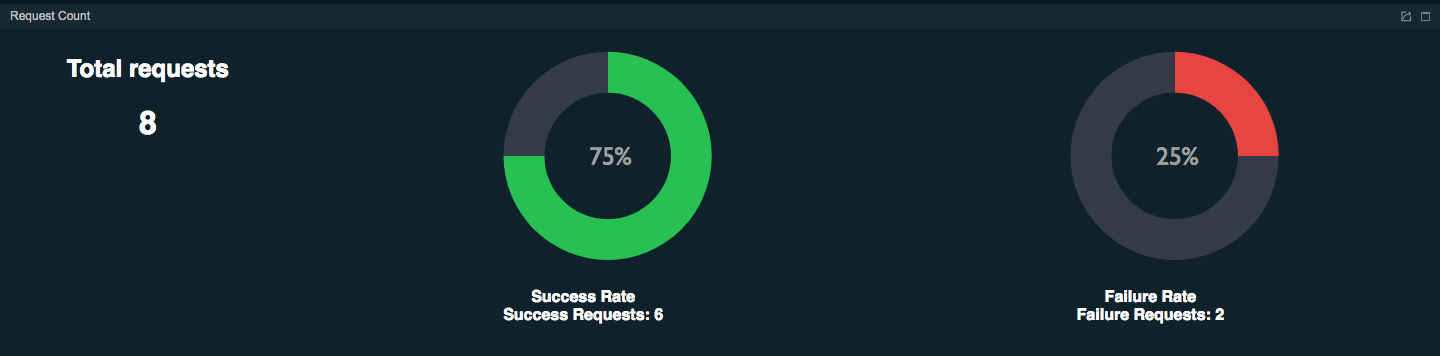 Request Count
Total requests
8
75%
Success Rate
Success Requests: 6
25%
Failure Rate
Failure Requests: 2